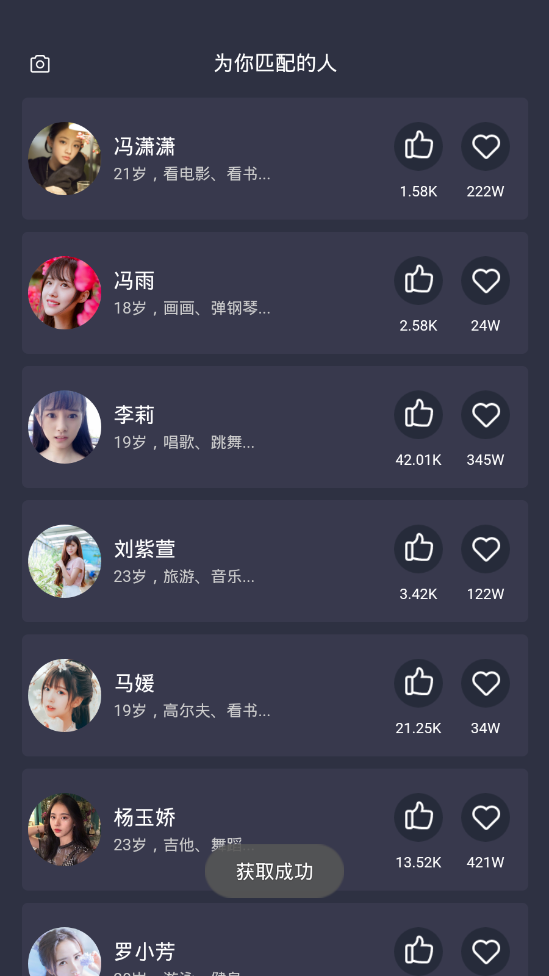 为你匹配的人
冯潇潇
21岁，看电影、看书...
1.58K
222W
冯雨
18岁，画画、弹钢琴...
2.58K
24W
李莉
19岁，唱歌、跳舞...
42.01K
345W
刘紫萱
23岁，旅游、音乐...
3.42K
122W
马媛
19岁，高尔夫、看书...
21.25K
34W
杨玉娇
23岁，吉他、舞蹈...
13.52K
421W
获取成功
罗小芳